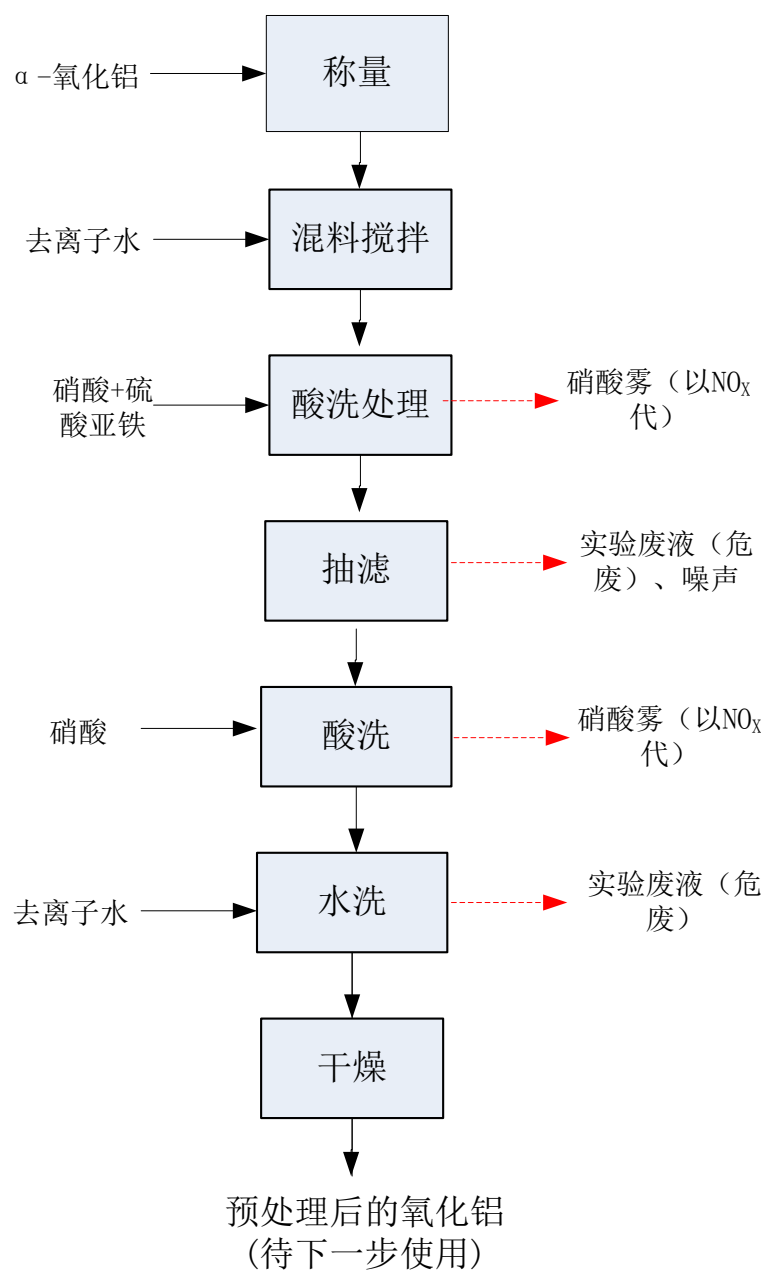 α-氧化铝
称量
去离子水
混料搅拌
硝酸+硫
酸亚铁
酸洗处理
硝酸雾（以NOX
代）
抽滤
实验废液（危
废）、噪声
硝酸
酸洗
硝酸雾（以NOX
代）
去离子水
水洗
实验废液（危
废）
干燥
预处理后的氧化铝
(待下一步使用)